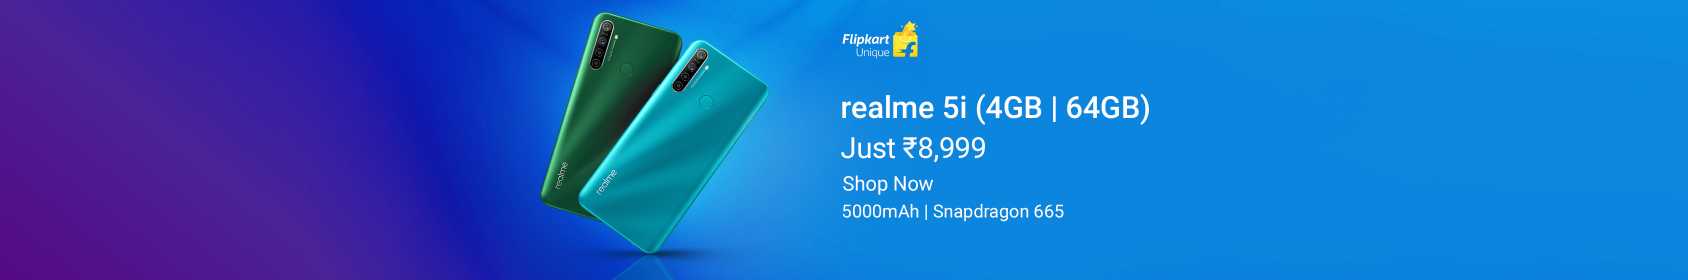 realme
realme
Flipkart
Unique
realme 5i (4GB | 64GB)
Just ₹8,999
Shop Now
5000mAh | Snapdragon 665